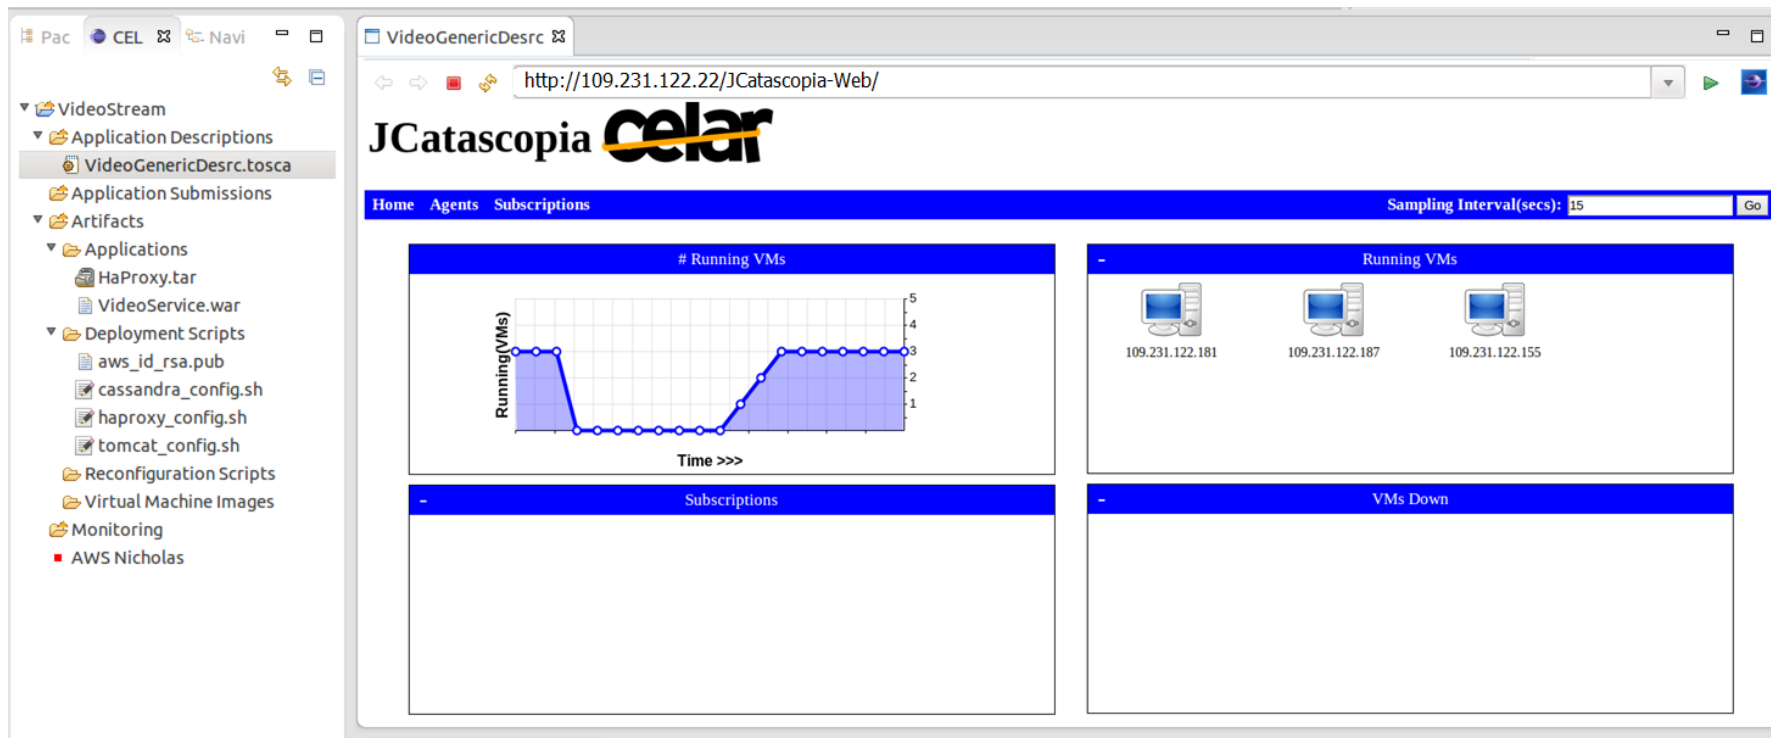 Pac CEL Navi
VideoStream
Application Descriptions
VideoGenericDesrc.tosca
Application Submissions
Artifacts
Applications
HaProxy.tar
VideoService.war
Deployment Scripts
aws_id_rsa.pub
cassandra_config.sh
haproxy_config.sh
tomcat_config.sh
Reconfiguration Scripts
Virtual Machine Images
Monitoring
AWS Nicholas
VideoGenericDesrc
http://109.231.122.22/JCatascopia-Web/
JCatascopia celar
Home Agents Subscriptions Sampling Interval(secs): 15 Go
# Running VMs
Running(VMs)
5
4
3
2
1
Time >>>
- Running VMs
109.231.122.181 109.231.122.187 109.231.122.155
- Subscriptions
- VMs Down